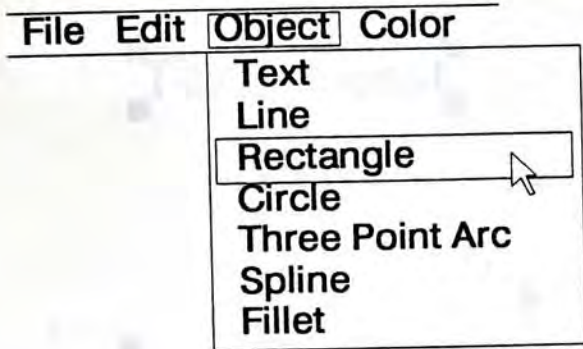 File Edit Object Color
Text
Line
Rectangle
Circle
Three Point Arc
Spline
Fillet